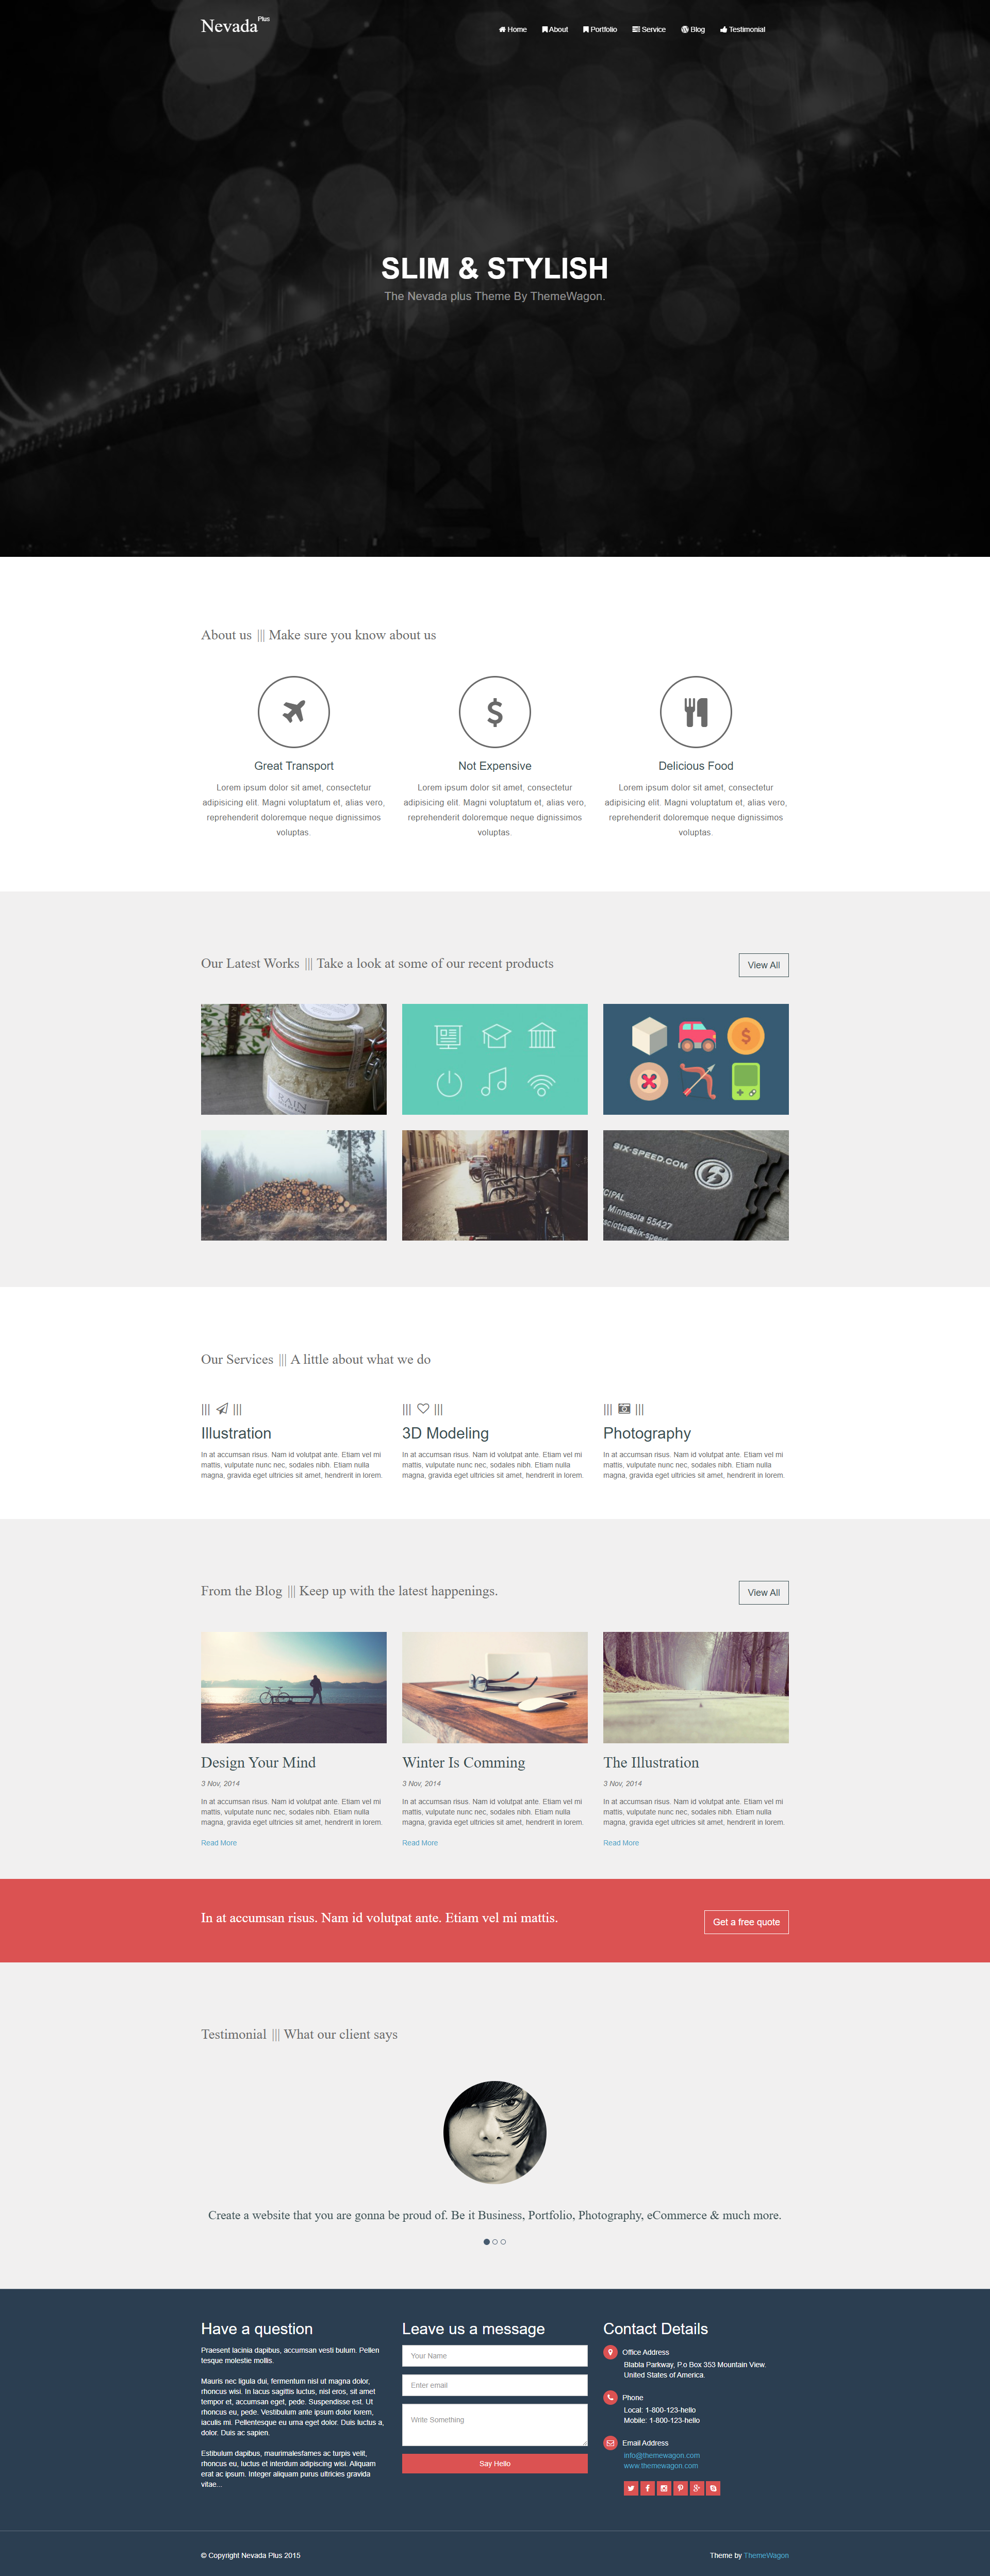 Nevada Plus
Home About Portfolio Service Blog Testimonial
SLIM & STYLISH
The Nevada plus Theme By ThemeWagon.
About us ||| Make sure you know about us
Great Transport
Lorem ipsum dolor sit amet, consectetur
adipisicing elit. Magni voluptatum et, alias vero,
reprehenderit doloremque neque dignissimos
voluptas.
Not Expensive
Lorem ipsum dolor sit amet, consectetur
adipisicing elit. Magni voluptatum et, alias vero,
reprehenderit doloremque neque dignissimos
voluptas.
Delicious Food
Lorem ipsum dolor sit amet, consectetur
adipisicing elit. Magni voluptatum et, alias vero,
reprehenderit doloremque neque dignissimos
voluptas.
Our Latest Works ||| Take a look at some of our recent products
View All
RAIN
SIX-SPEED.COM
CIPAL
, Minnesota 55427
sciotta@six-speed
Our Services ||| A little about what we do
||| |||
Illustration
In at accumsan risus. Nam id volutpat ante. Etiam vel mi
mattis, vulputate nunc nec, sodales nibh. Etiam nulla
magna, gravida eget ultricies sit amet, hendrerit in lorem.
||| |||
3D Modeling
In at accumsan risus. Nam id volutpat ante. Etiam vel mi
mattis, vulputate nunc nec, sodales nibh. Etiam nulla
magna, gravida eget ultricies sit amet, hendrerit in lorem.
||| |||
Photography
In at accumsan risus. Nam id volutpat ante. Etiam vel mi
mattis, vulputate nunc nec, sodales nibh. Etiam nulla
magna, gravida eget ultricies sit amet, hendrerit in lorem.
From the Blog ||| Keep up with the latest happenings.
View All
Design Your Mind
3 Nov, 2014
In at accumsan risus. Nam id volutpat ante. Etiam vel mi
mattis, vulputate nunc nec, sodales nibh. Etiam nulla
magna, gravida eget ultricies sit amet, hendrerit in lorem.
Read More
Winter Is Comming
3 Nov, 2014
In at accumsan risus. Nam id volutpat ante. Etiam vel mi
mattis, vulputate nunc nec, sodales nibh. Etiam nulla
magna, gravida eget ultricies sit amet, hendrerit in lorem.
Read More
The Illustration
3 Nov, 2014
In at accumsan risus. Nam id volutpat ante. Etiam vel mi
mattis, vulputate nunc nec, sodales nibh. Etiam nulla
magna, gravida eget ultricies sit amet, hendrerit in lorem.
Read More
In at accumsan risus. Nam id volutpat ante. Etiam vel mi mattis.
Get a free quote
Testimonial ||| What our client says
Create a website that you are gonna be proud of. Be it Business, Portfolio, Photography, eCommerce & much more.
Have a question
Praesent lacinia dapibus, accumsan vesti bulum. Pellen
tesque molestie mollis.
Mauris nec ligula dui, fermentum nisl ut magna dolor,
rhoncus wisi. In lacus sagittis luctus, nisl eros, sit amet
tempor et, accumsan eget, pede. Suspendisse est. Ut
rhoncus eu, pede. Vestibulum ante ipsum dolor lorem,
iaculis mi. Pellentesque eu urna eget dolor. Duis luctus a,
dolor. Duis ac sapien.
Estibulum dapibus, maurimalesfames ac turpis velit,
rhoncus eu, luctus et interdum adipiscing wisi. Aliquam
erat ac ipsum. Integer aliquam purus ultricies gravida
vitae...
Leave us a message
Your Name
Enter email
Write Something
Say Hello
Contact Details
Office Address
Blabla Parkway, P.o Box 353 Mountain View.
United States of America.
Phone
Local: 1-800-123-hello
Mobile: 1-800-123-hello
Email Address
info@themewagon.com
www.themewagon.com
© Copyright Nevada Plus 2015
Theme by ThemeWagon